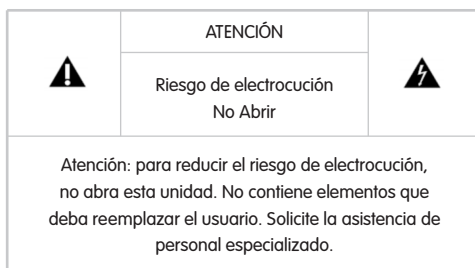 ATENCIÓN
Riesgo de electrocución
No Abrir
Atención: para reducir el riesgo de electrocución,
no abra esta unidad. No contiene elementos que
deba reemplazar el usuario. Solicite la asistencia de
personal especializado.